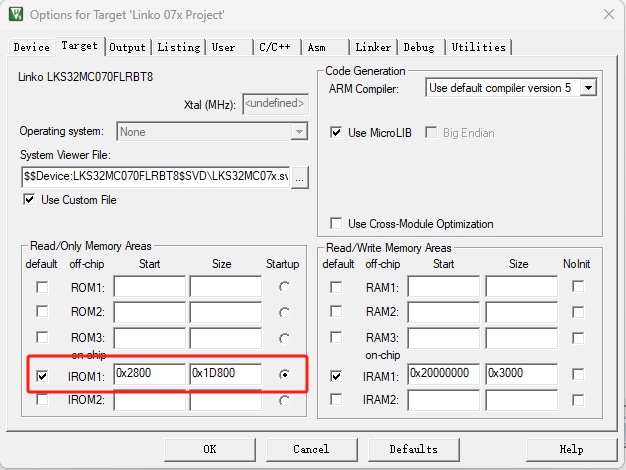 Options for Target 'Linko 07x Project'
Device Target Output Listing User C/C++ Asm Linker Debug Utilities
Linko LKS32MC070FLRBT8
Xtal (MHz): <undefined>
Operating system: None
System Viewer File:
$$Device:LKS32MC070FLRBT8$SVD\LKS32MC07x.sv
...
Use Custom File
Code Generation
ARM Compiler: Use default compiler version 5
Use MicroLIB Big Endian
Use Cross-Module Optimization
Read/Only Memory Areas
default off-chip Start Size Startup
ROM1:
ROM2:
ROM3:
on-chip
IROM1: 0x2800 0x1D800
IROM2:
Read/Write Memory Areas
default off-chip Start Size NoInit
RAM1:
RAM2:
RAM3:
on-chip
IRAM1: 0x20000000 0x3000
IRAM2:
OK Cancel Defaults Help